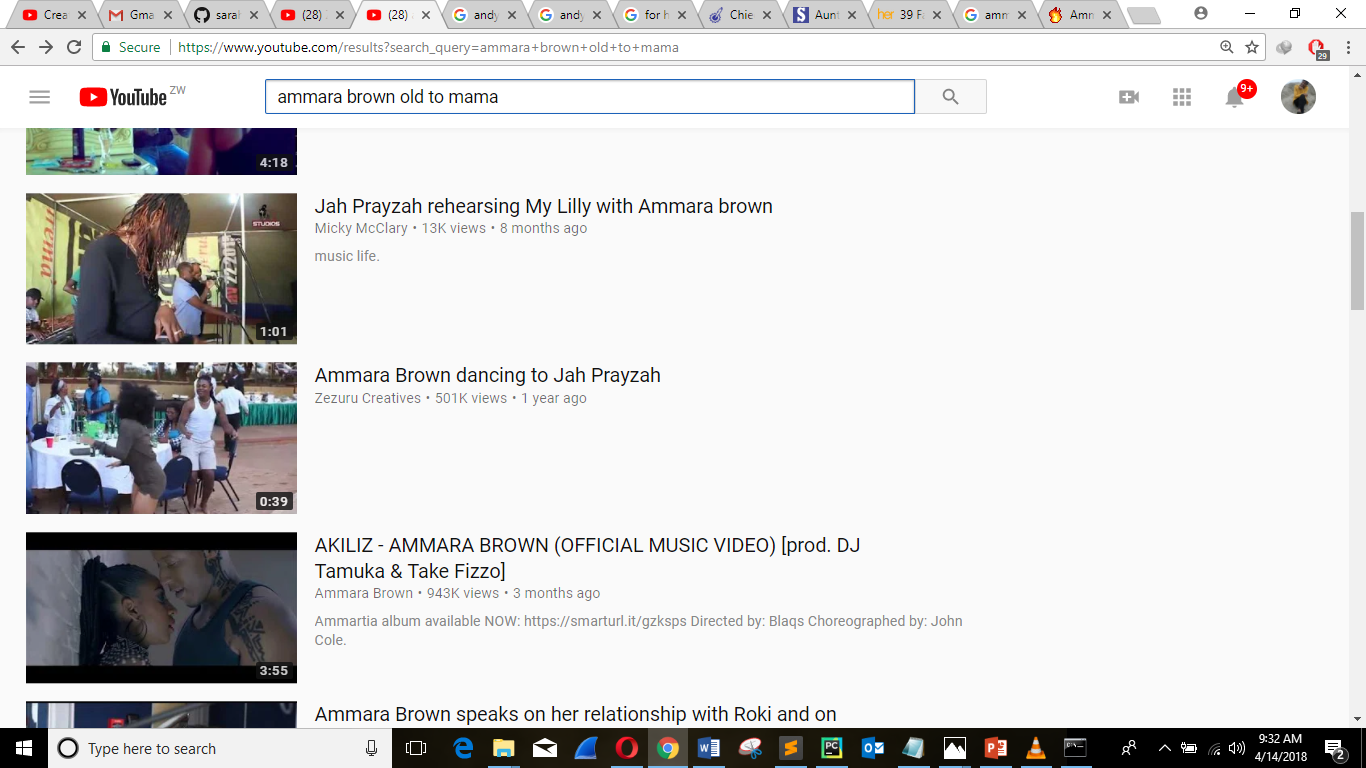 Crea
Gma
sarah
(28)
(28)
andy
andy
for h
Chie
Aunt
39 Fa
amm
Amn
Secure
https://www.youtube.com/results?search_query=ammara+brown+old+to+mama
29
YouTube ZW
ammara brown old to mama
9+
4:18
Jah Prayzah rehearsing My Lilly with Ammara brown
Micky McClary • 13K views • 8 months ago
music life.
STUDIOS
1:01
Ammara Brown dancing to Jah Prayzah
Zezuru Creatives • 501K views • 1 year ago
0:39
AKILIZ - AMMARA BROWN (OFFICIAL MUSIC VIDEO) [prod. DJ
Tamuka & Take Fizzo]
Ammara Brown • 943K views • 3 months ago
Ammartia album available NOW: https://smarturl.it/gzksps Directed by: Blaqs Choreographed by: John
Cole.
3:55
Ammara Brown speaks on her relationship with Roki and on
Type here to search
9:32 AM
4/14/2018
2